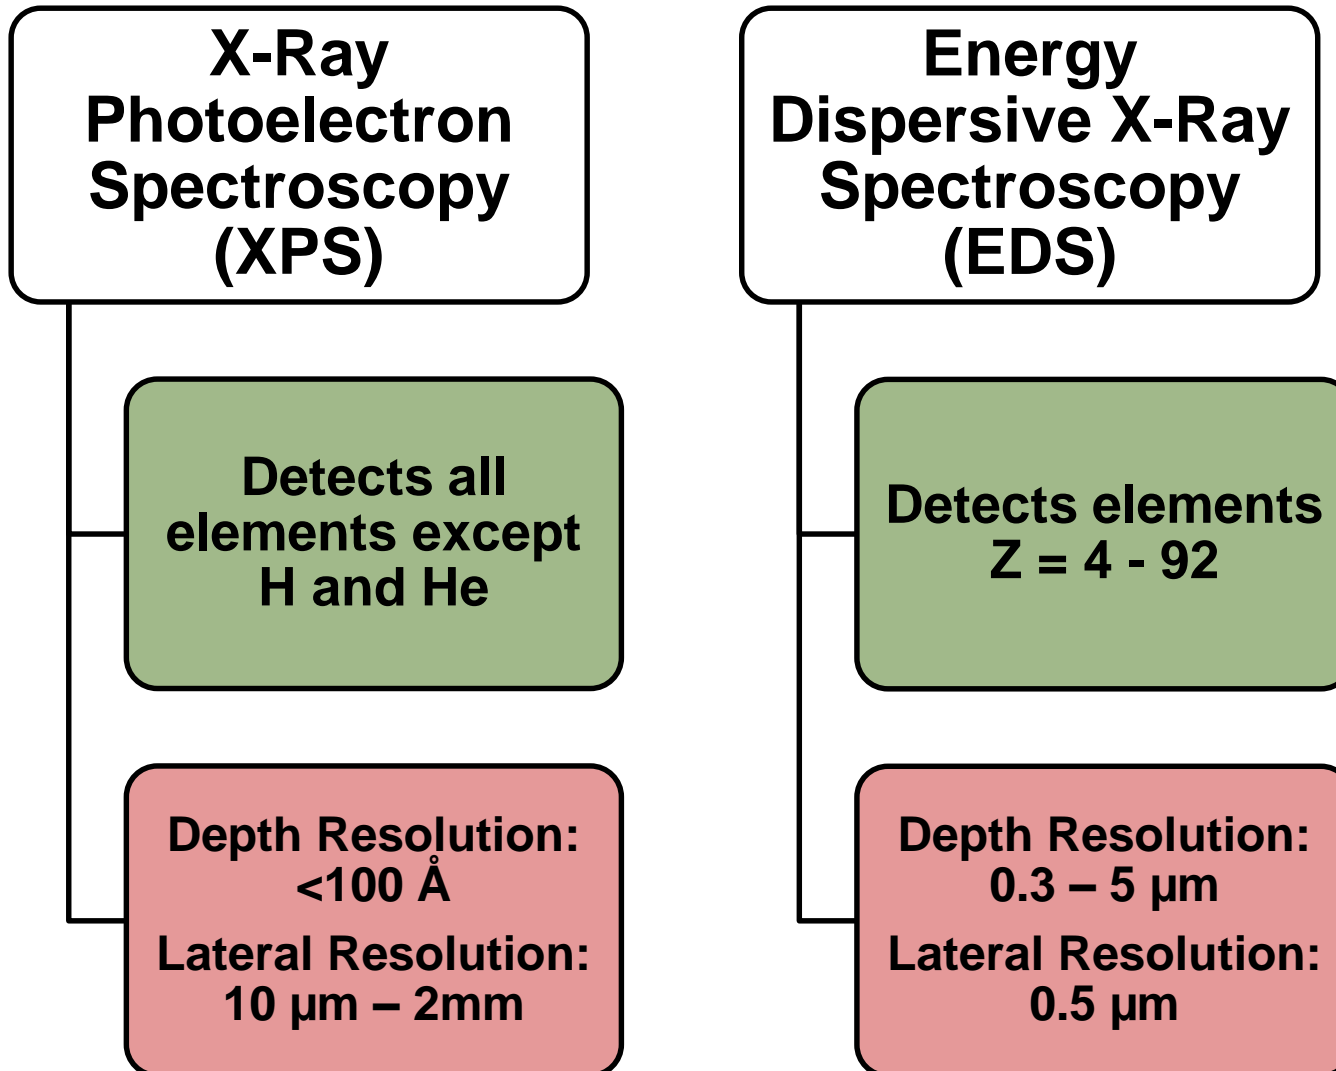 X-Ray
Photoelectron
Spectroscopy
(XPS)
Detects all
elements except
H and He
Depth Resolution:
<100 Å
Lateral Resolution:
10 µm – 2mm
Energy
Dispersive X-Ray
Spectroscopy
(EDS)
Detects elements
Z = 4 - 92
Depth Resolution:
0.3 – 5 µm
Lateral Resolution:
0.5 µm